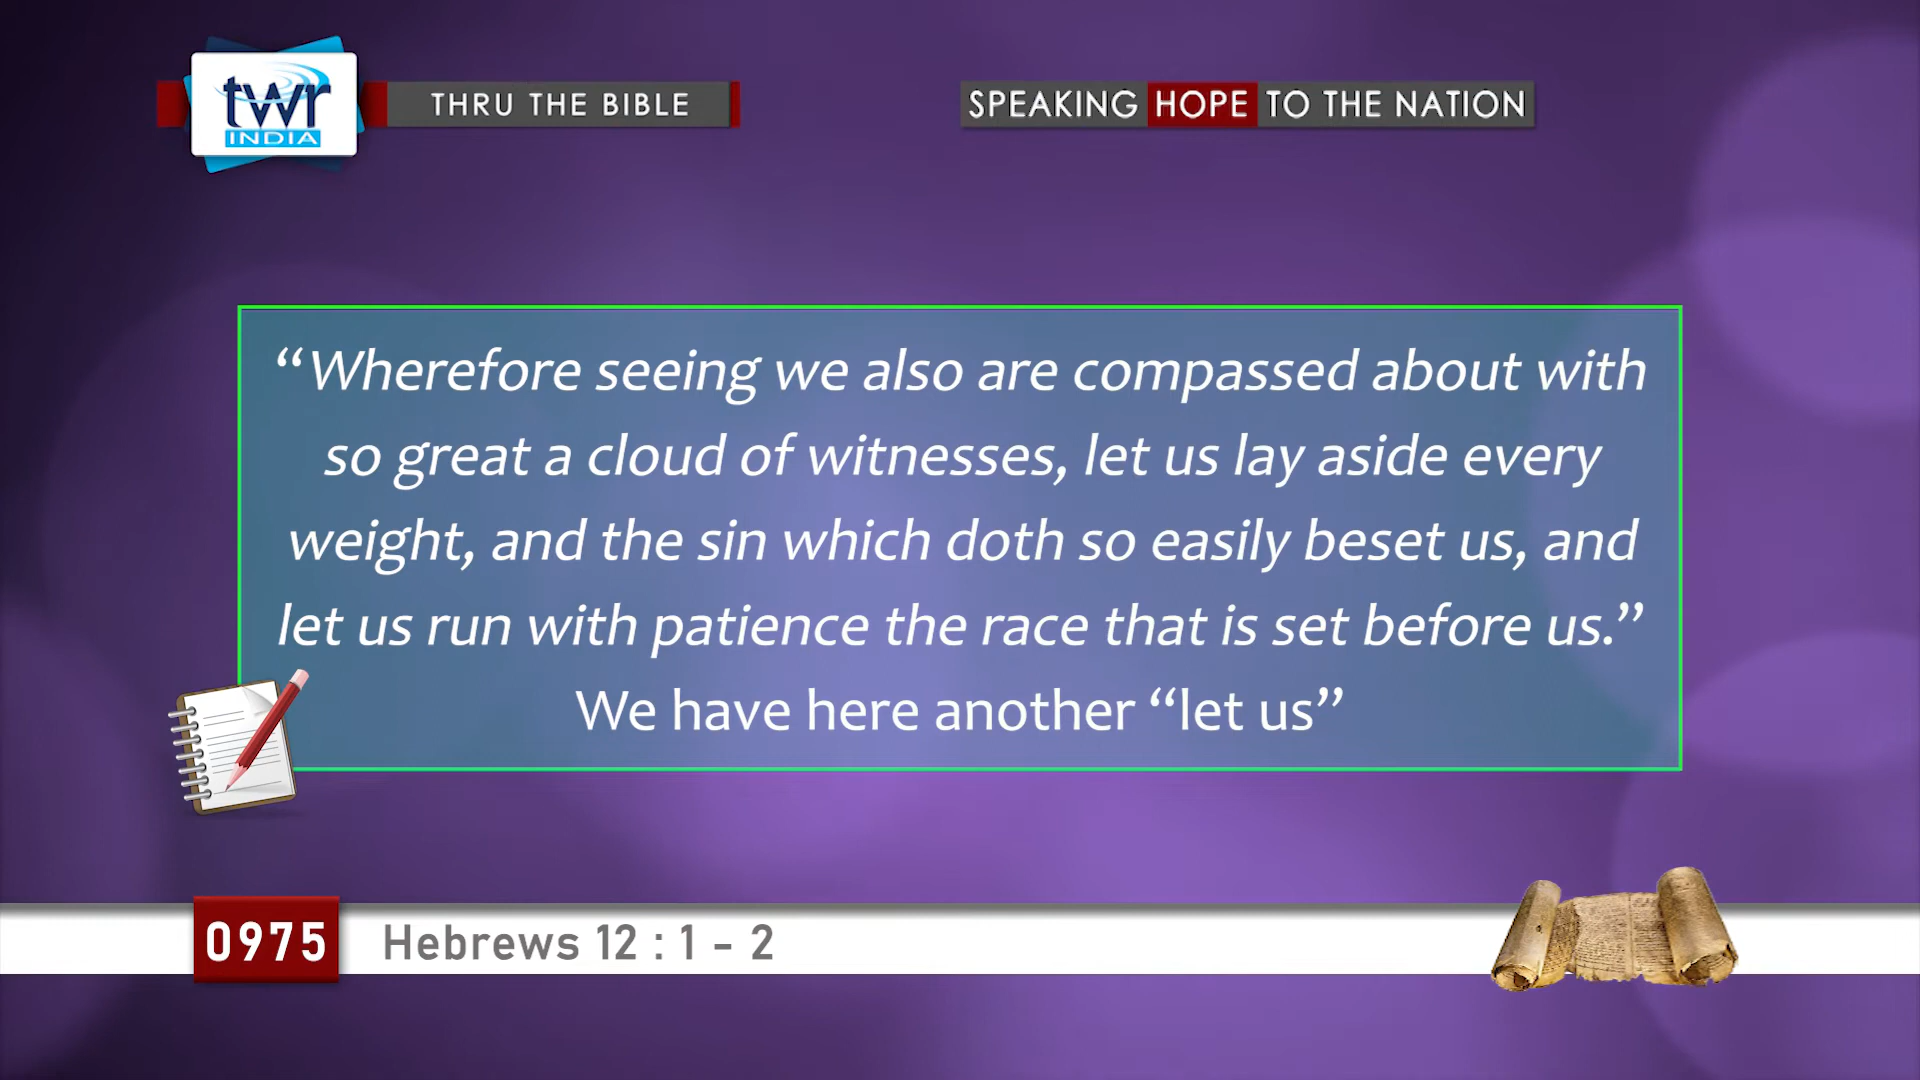 twr
INDIA
THRU THE BIBLE
SPEAKING HOPE TO THE NATION
“Wherefore seeing we also are compassed about with
so great a cloud of witnesses, let us lay aside every
weight, and the sin which doth so easily beset us, and
let us run with patience the race that is set before us.”
We have here another “let us”
0975
Hebrews 12 : 1 - 2